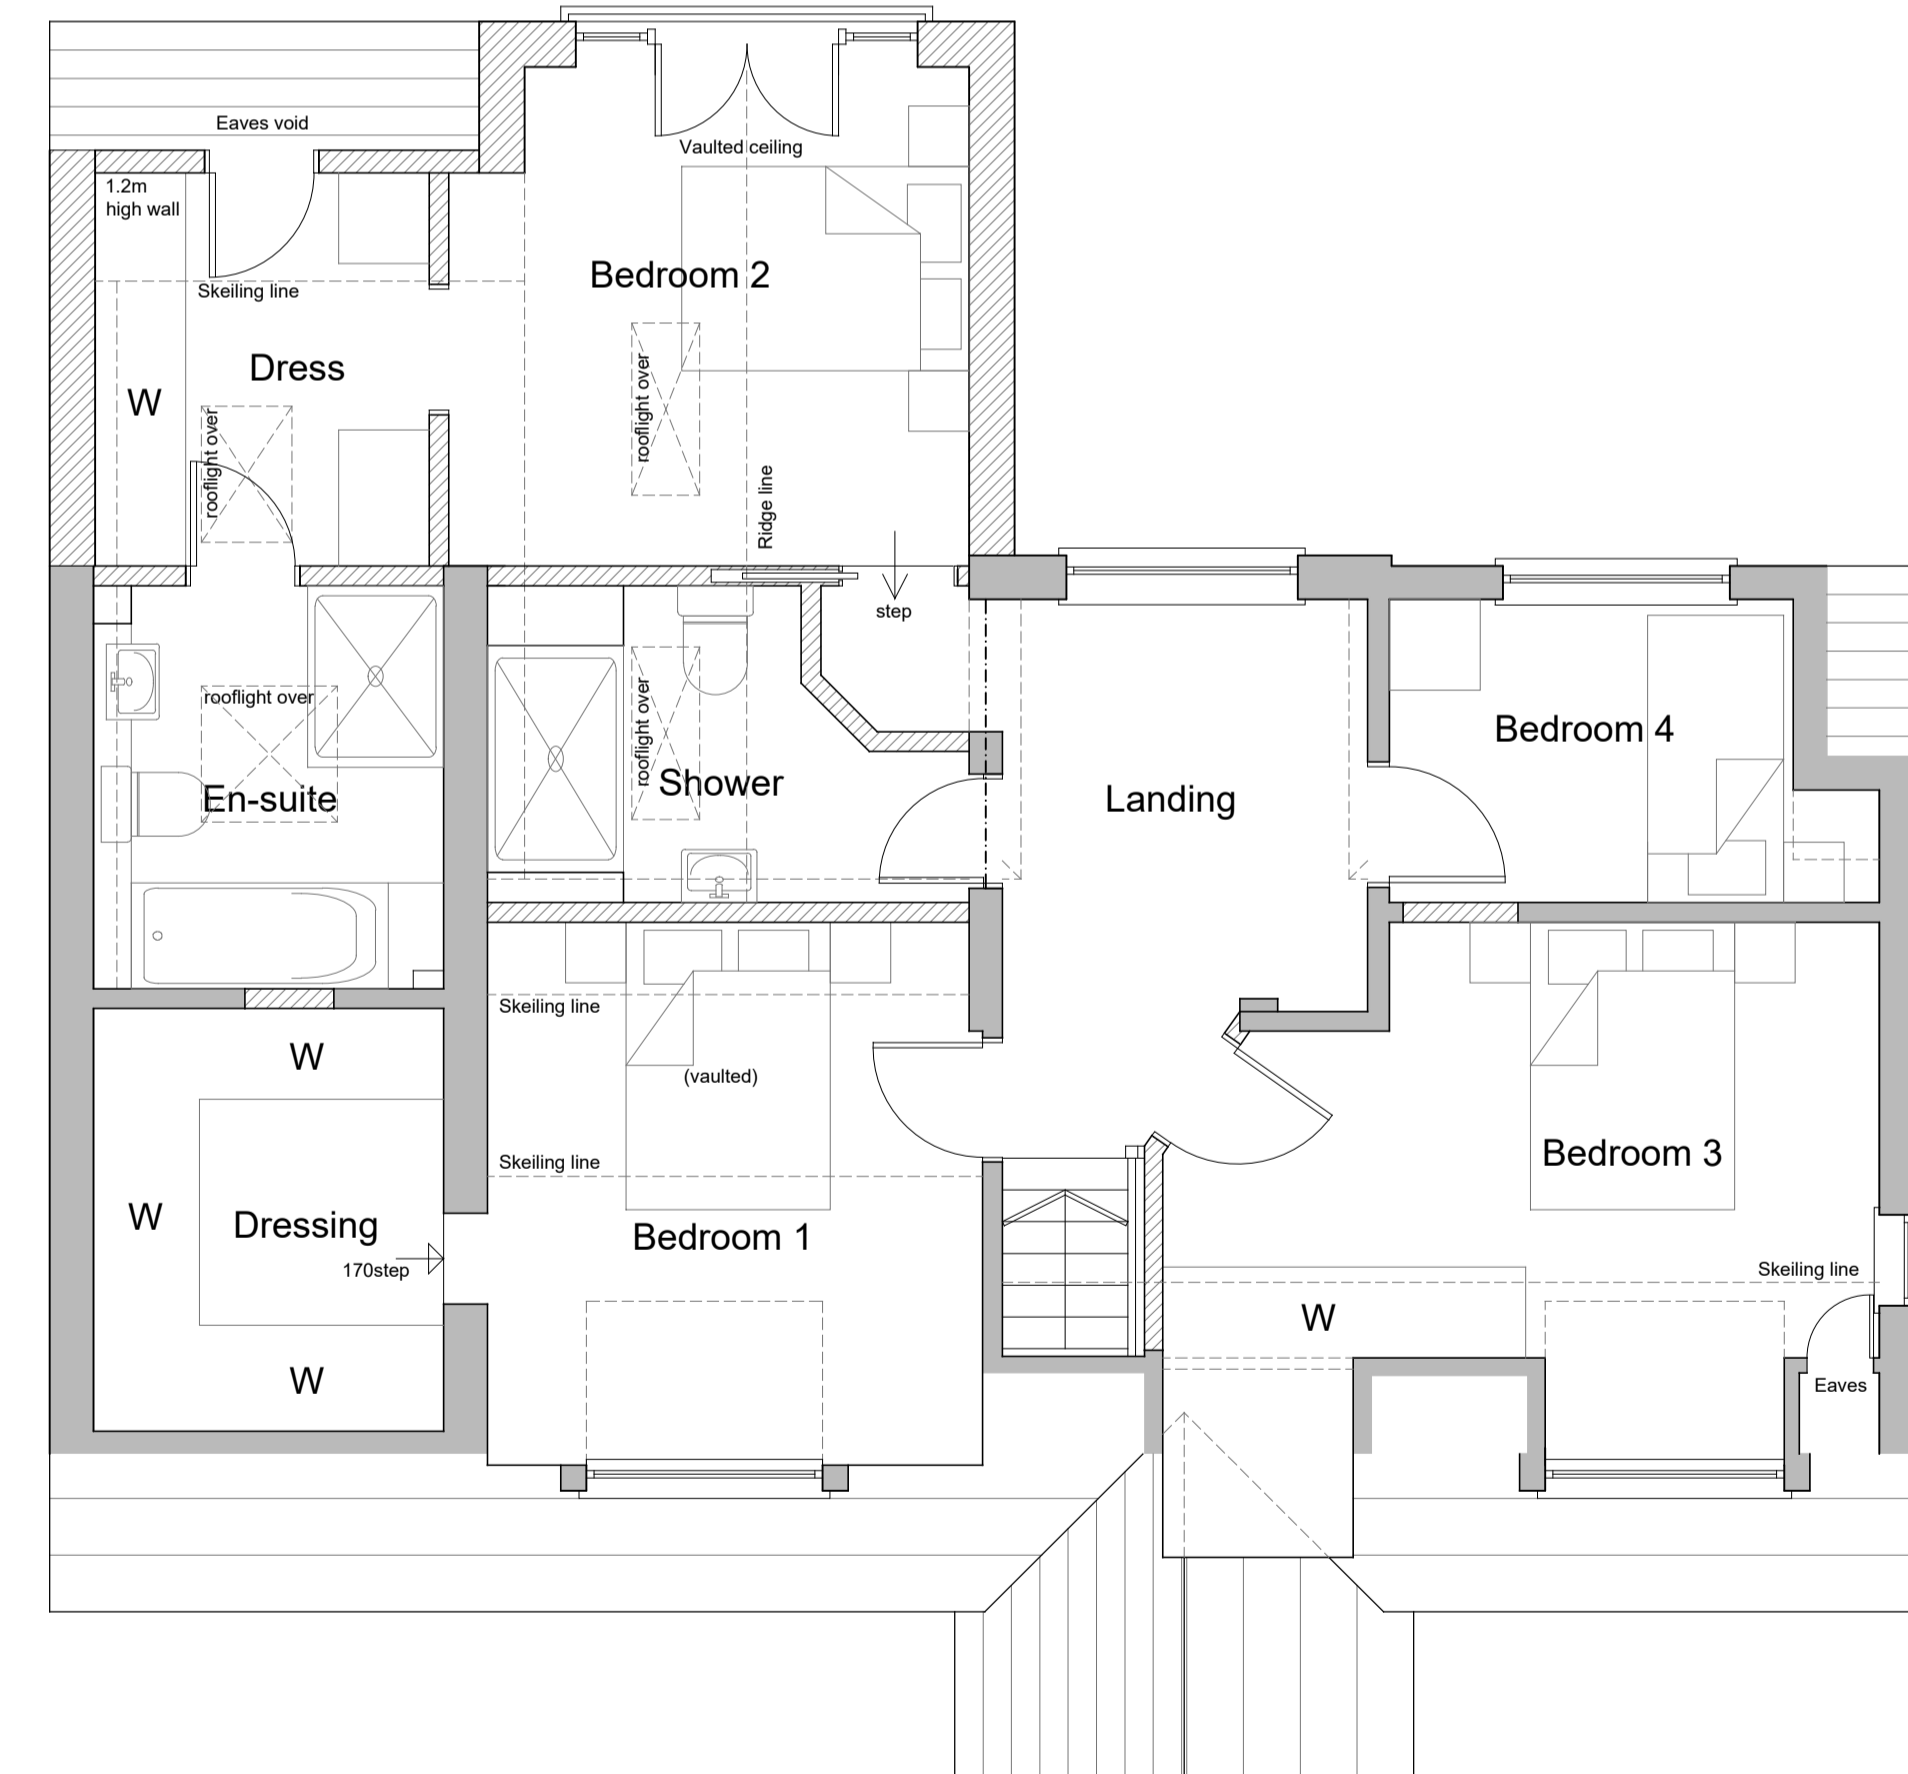 Eaves void
1.2m
high wall
Vaulted ceiling
Skeiling line
Bedroom 2
Dress
W
rooflight over
rooflight over
Ridge line
step
rooflight over
rooflight over
En-suite
Shower
Landing
Bedroom 4
Skeiling line
(vaulted)
W
Skeiling line
Bedroom 3
W
Dressing
170step
Bedroom 1
Skeiling line
W
W
Eaves